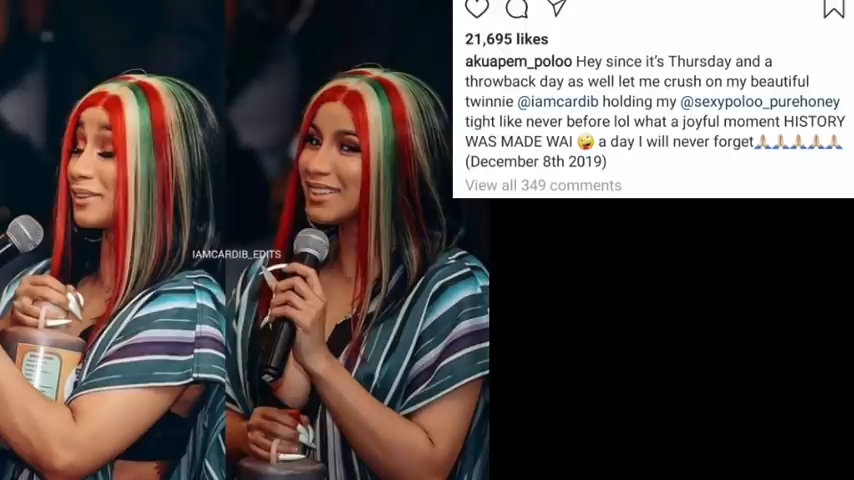 21,695 likes
akuapem_poloo Hey since it's Thursday and a
throwback day as well let me crush on my beautiful
twinnie @iamcardib holding my @sexypoloo_purehoney
tight like never before lol what a joyful moment HISTORY
WAS MADE WAI 🤪 a day I will never forget🙏🏼🙏🏼🙏🏼🙏🏼🙏🏼
(December 8th 2019)
View all 349 comments
IAMCARDIB_EDITS